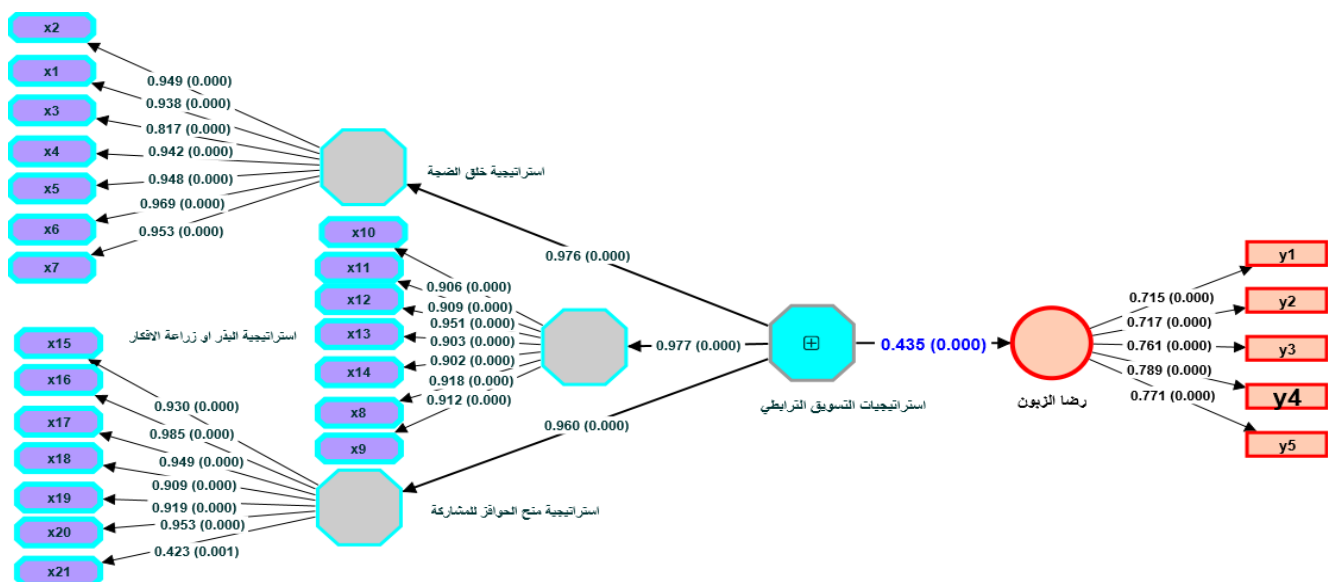 x2
x1
x3
x4
x5
x6
x7
0.949 (0.000)
0.938 (0.000)
0.817 (0.000)
0.942 (0.000)
0.948 (0.000)
0.969 (0.000)
0.953 (0.000)
استراتيجية خلق الضجة
x10
x11
x12
x13
x14
x8
x9
0.906 (0.000)
0.909 (0.000)
0.951 (0.000)
0.903 (0.000)
0.902 (0.000)
0.918 (0.000)
0.912 (0.000)
استراتيجية البذر او زراعة الافكار
x15
x16
x17
x18
x19
x20
x21
0.930 (0.000)
0.985 (0.000)
0.949 (0.000)
0.909 (0.000)
0.919 (0.000)
0.953 (0.000)
0.423 (0.001)
استراتيجية منح الحوافز للمشاركة
0.976 (0.000)
0.977 (0.000)
0.960 (0.000)
استراتيجيات التسويق الترابطي
0.435 (0.000)
رضا الزبون
0.715 (0.000)
0.717 (0.000)
0.761 (0.000)
0.789 (0.000)
0.771 (0.000)
y1
y2
y3
y4
y5